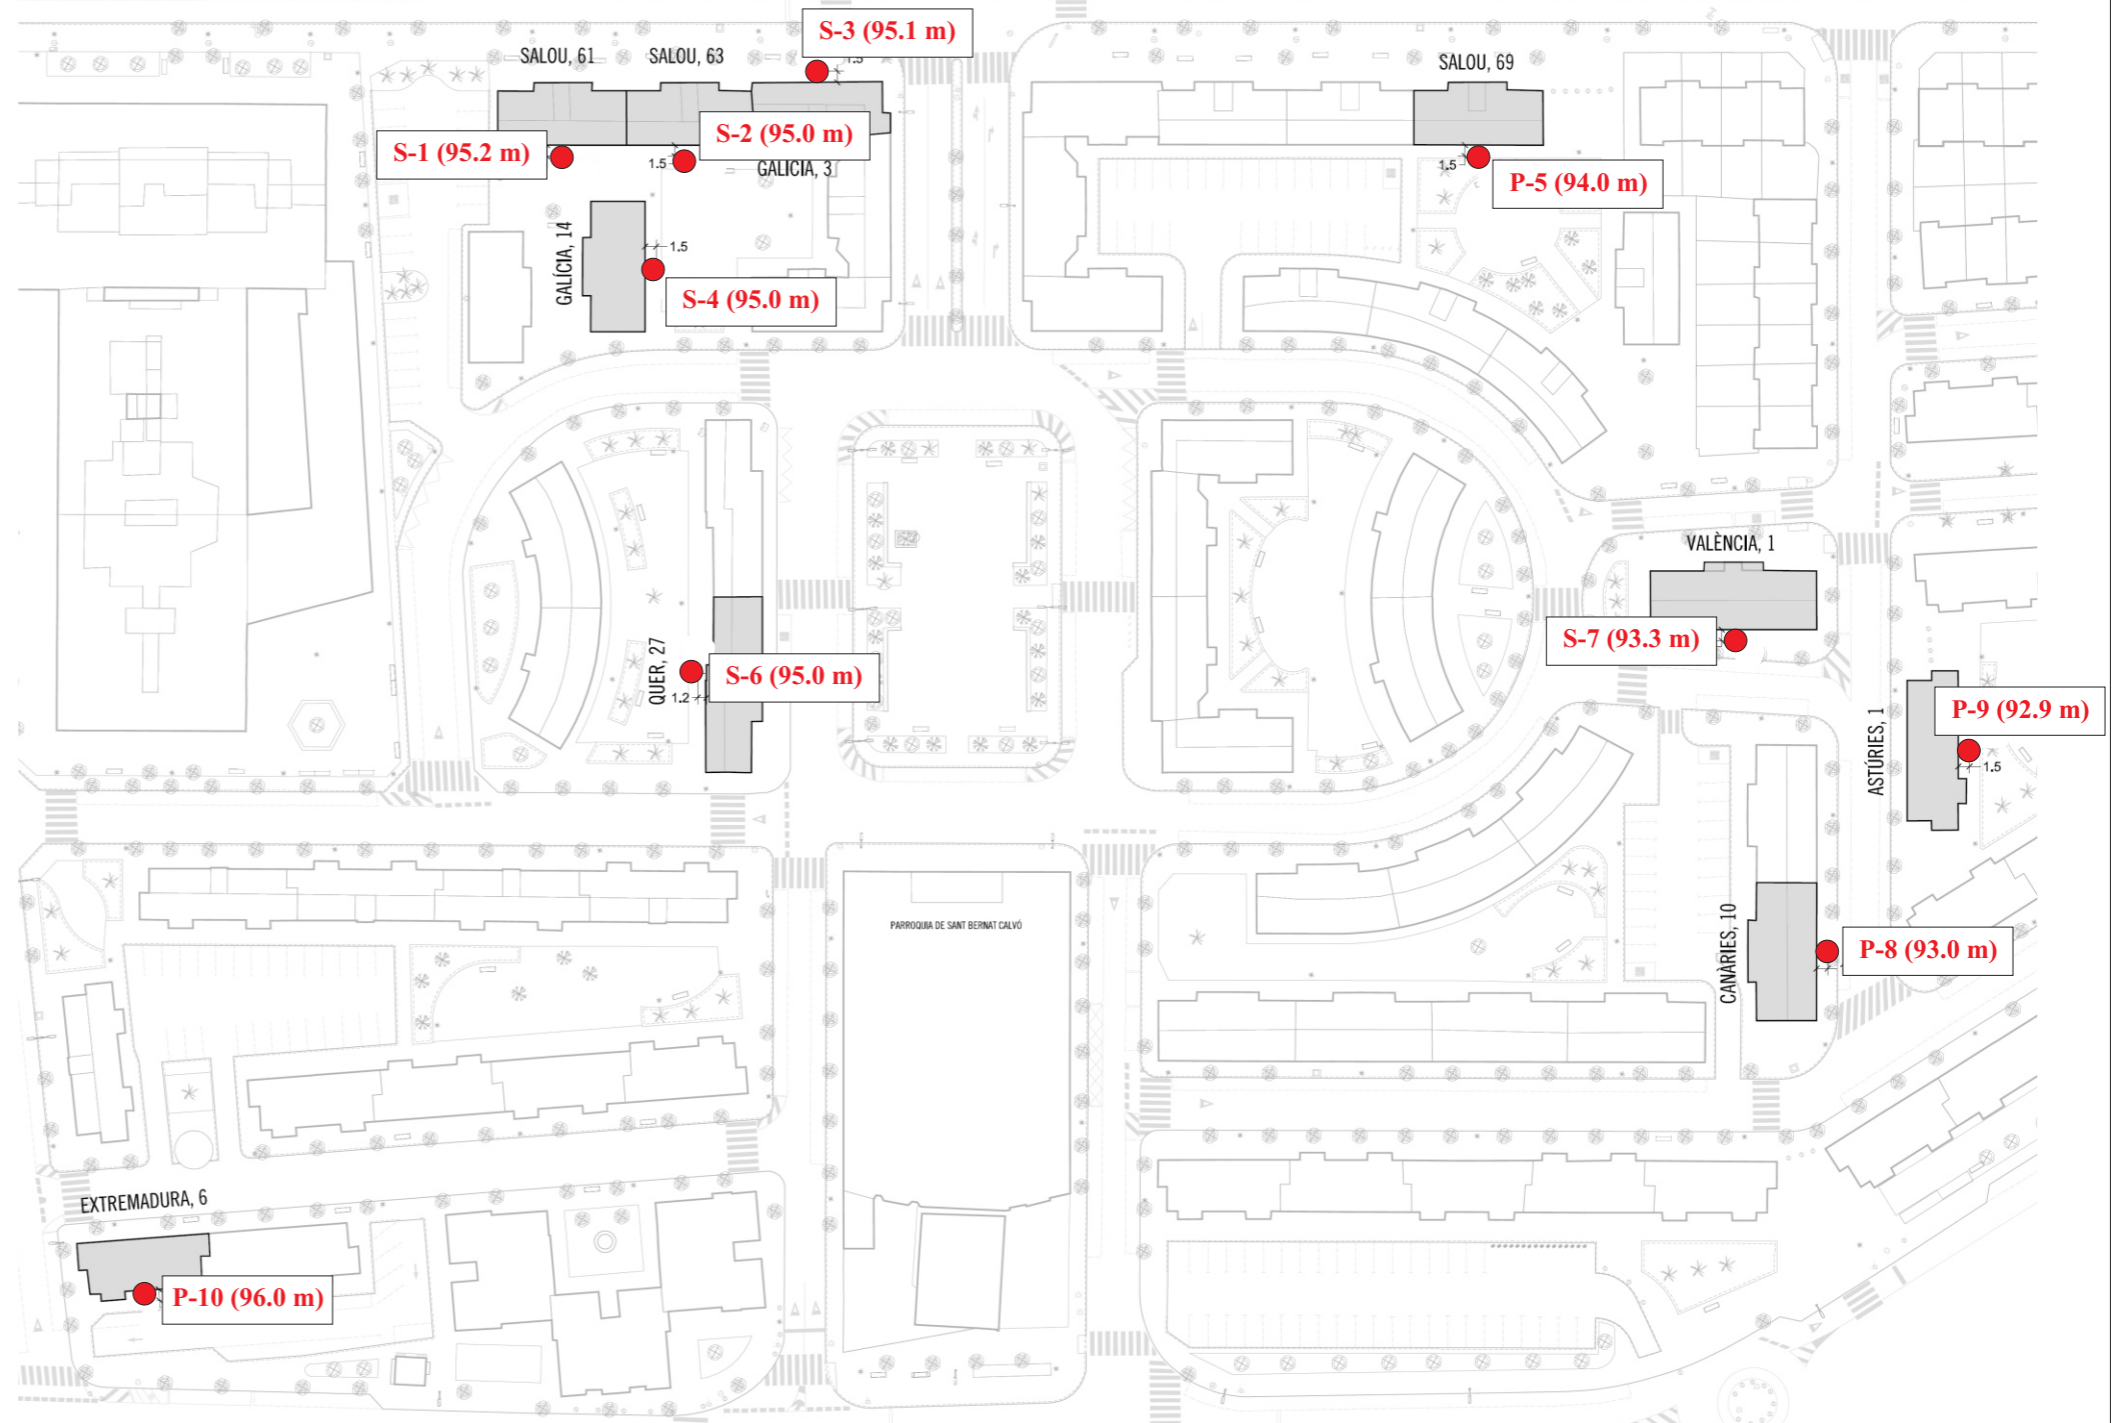 S-3 (95.1 m)
SALOU, 61
SALOU, 63
1.5
SALOU, 69
S-2 (95.0 m)
S-1 (95.2 m)
1.5
GALICIA, 3
1.5
P-5 (94.0 m)
GALÍCIA, 14
1.5
S-4 (95.0 m)
VALÈNCIA, 1
S-7 (93.3 m)
QUER, 27
S-6 (95.0 m)
1.2
P-9 (92.9 m)
ASTÚRIES, 1
1.5
PARROQUIA DE SANT BERNAT CALVÓ
CANÀRIES, 10
P-8 (93.0 m)
EXTREMADURA, 6
P-10 (96.0 m)